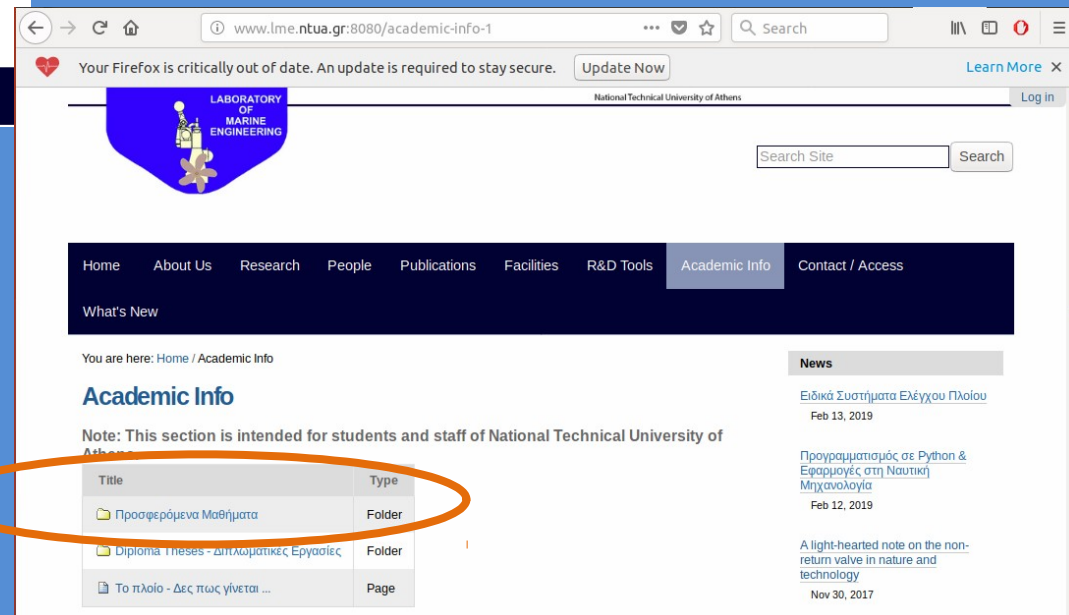 www.lme.ntua.gr:8080/academic-info-1
Search
Your Firefox is critically out of date. An update is required to stay secure.
Update Now
Learn More
LABORATORY
OF
MARINE
ENGINEERING
National Technical University of Athens
Log in
Search Site
Search
Home About Us Research People Publications Facilities R&D Tools Academic Info Contact / Access
What's New
You are here: Home / Academic Info
Academic Info
Note: This section is intended for students and staff of National Technical University of
Title Type
Προσφερόμενα Μαθήματα Folder
Diploma Theses - Διπλωματικές Εργασίες Folder
Το πλοίο - Δες πως γίνεται ... Page
News
Ειδικά Συστήματα Ελέγχου Πλοίου
Feb 13, 2019
Προγραμματισμός σε Python &
Εφαρμογές στη Ναυτική
Μηχανολογία
Feb 12, 2019
A light-hearted note on the non-
return valve in nature and
technology
Nov 30, 2017